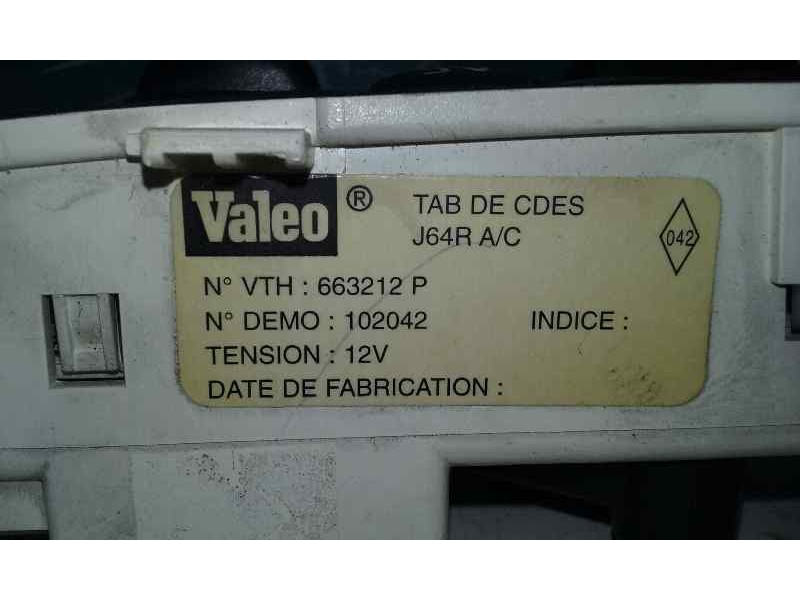 Valeo ® TAB DE CDES
J64R A/C
042
N° VTH : 663212 P
N° DEMO : 102042 INDICE :
TENSION : 12V
DATE DE FABRICATION :